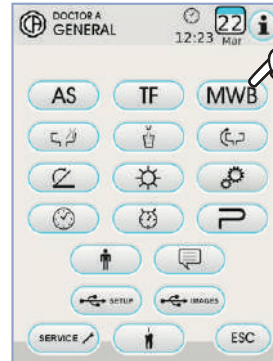 DOCTOR A
GENERAL
12:23
22
Mar
i
AS TF MWB
SETUP IMAGES
SERVICE ESC